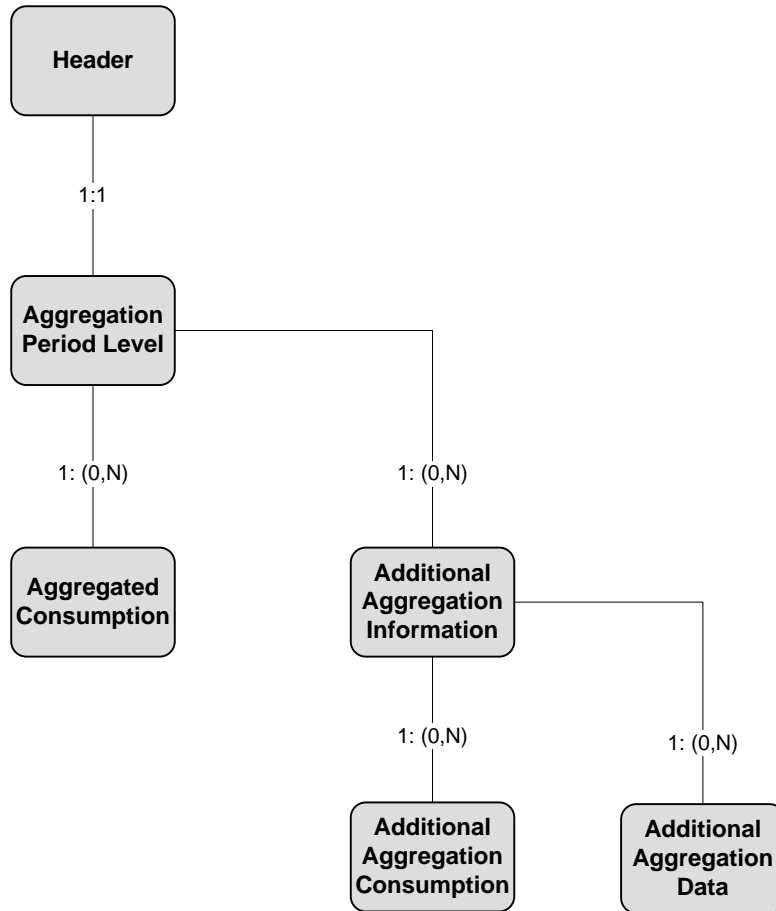 Header
1:1
Aggregation
Period Level
1: (0,N)
1: (0,N)
Aggregated
Consumption
Additional
Aggregation
Information
1: (0,N)
1: (0,N)
Additional
Aggregation
Consumption
Additional
Aggregation
Data